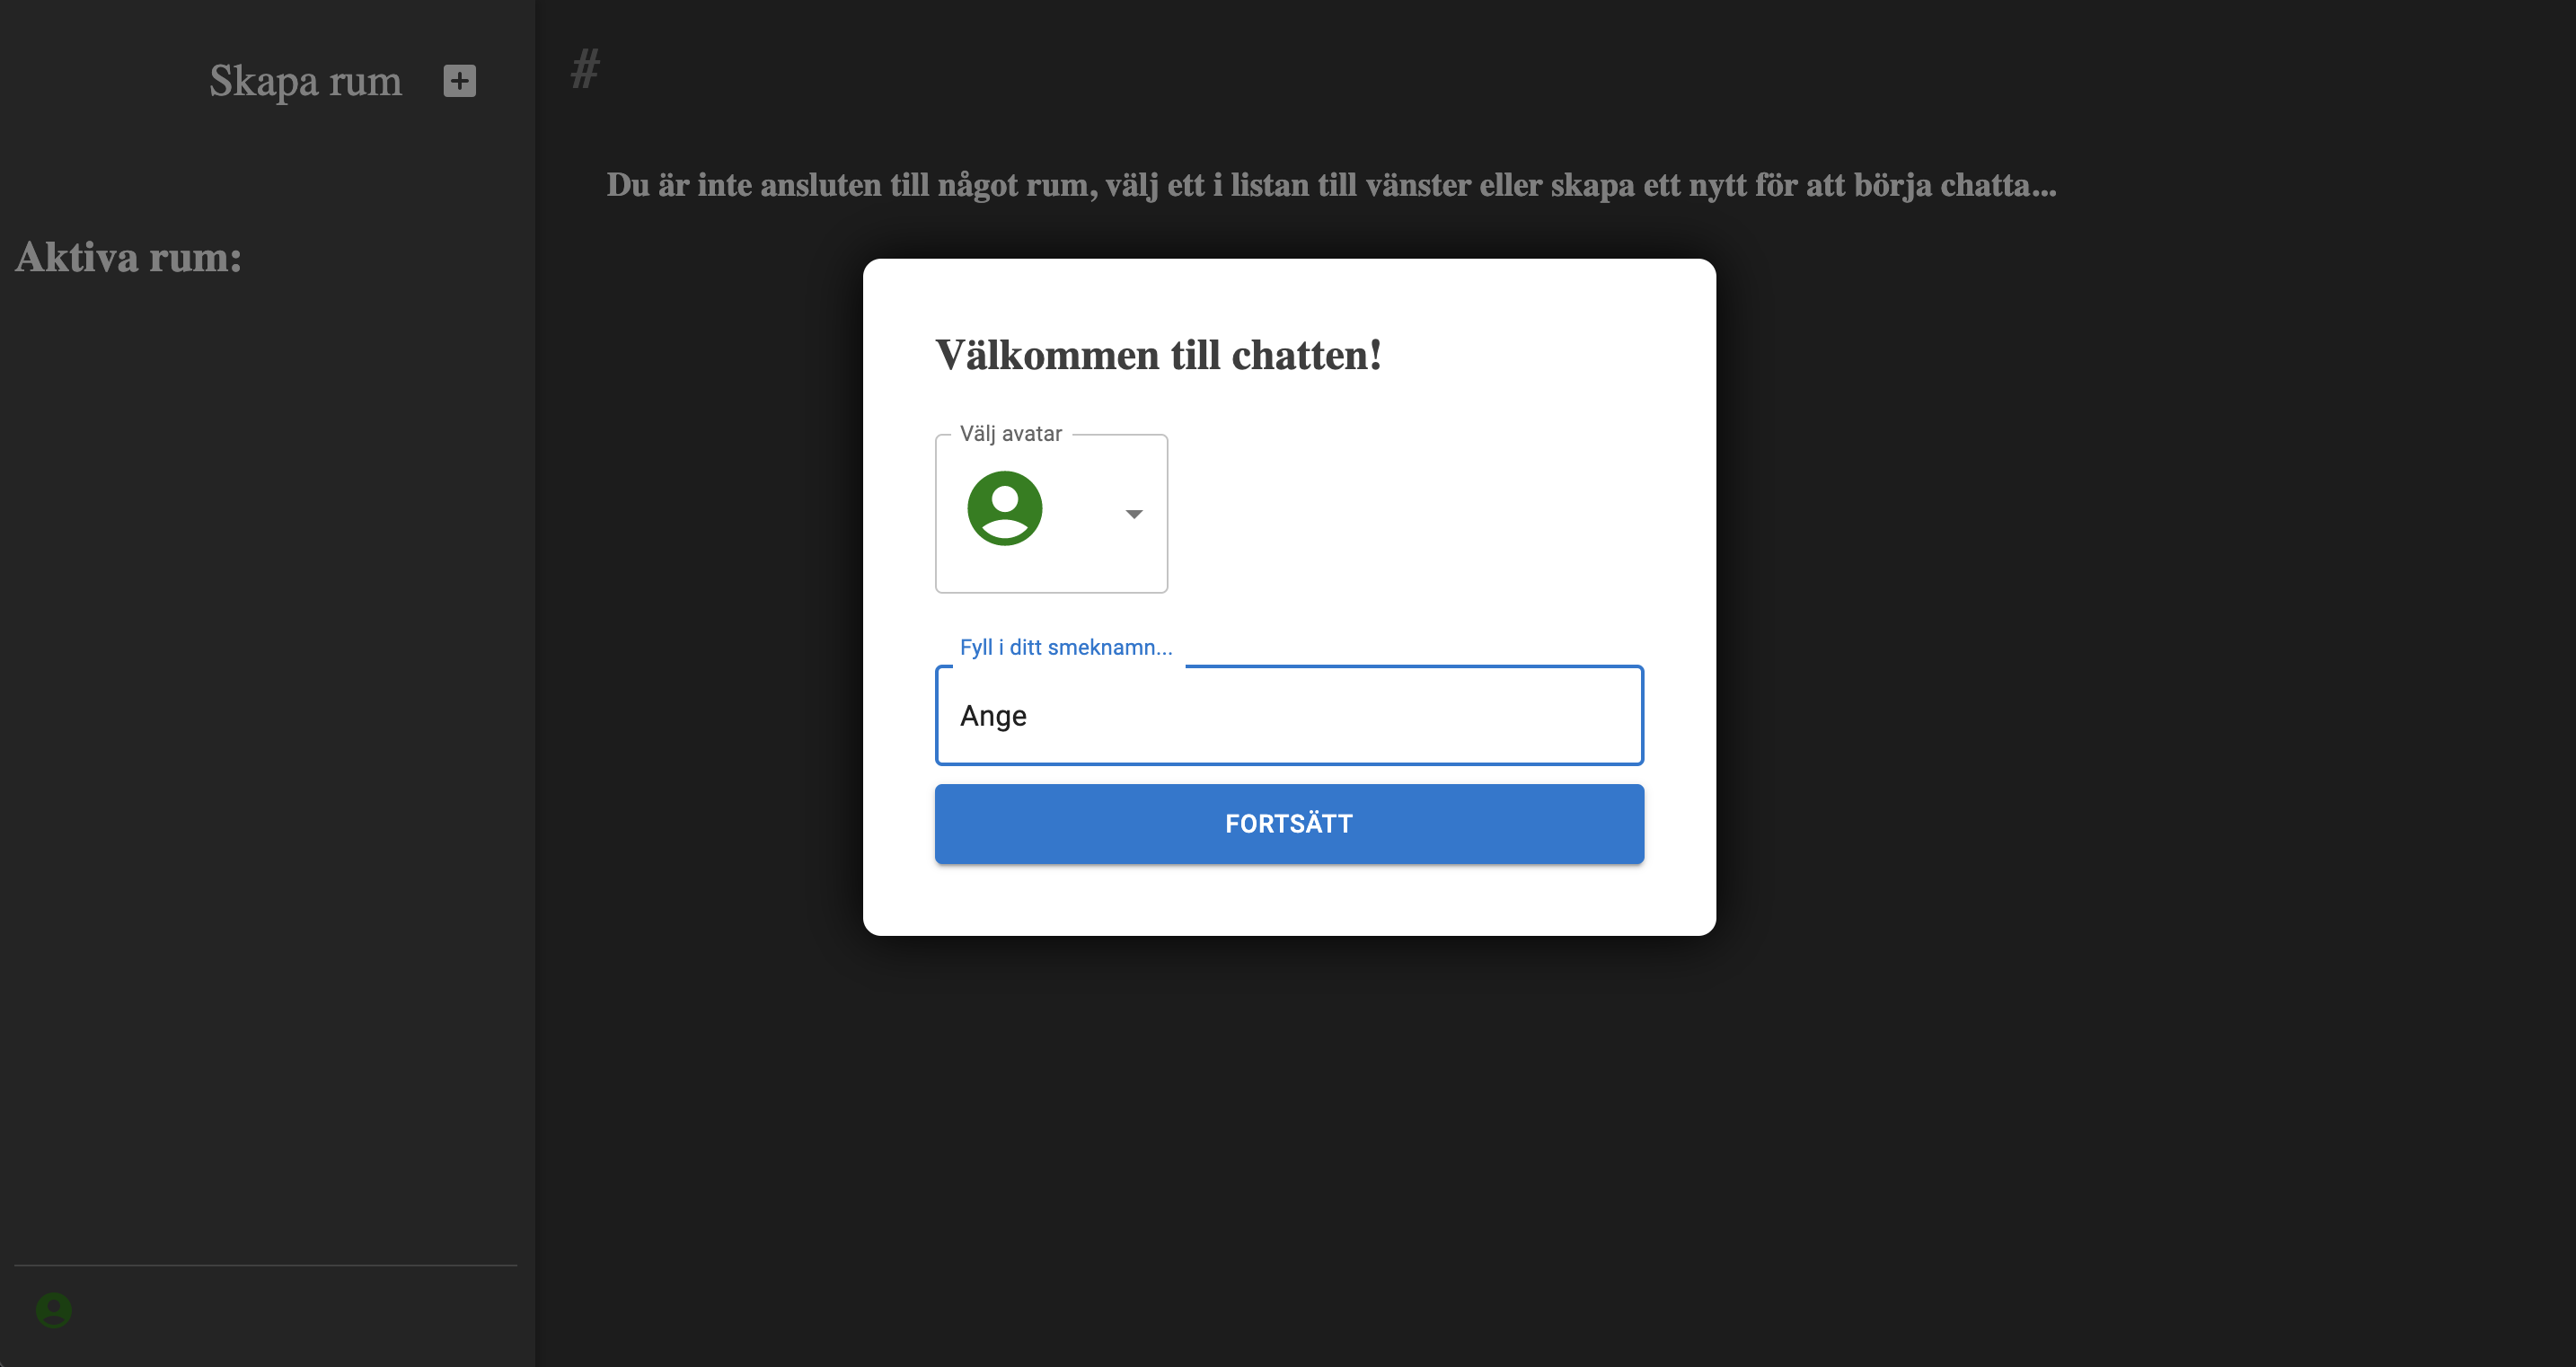 Skapa rum
#
Du är inte ansluten till något rum, välj ett i listan till vänster eller skapa ett nytt för att börja chatta...
Aktiva rum:
Välkommen till chatten!
Välj avatar
Fyll i ditt smeknamn...
Ange
FORTSÄTT